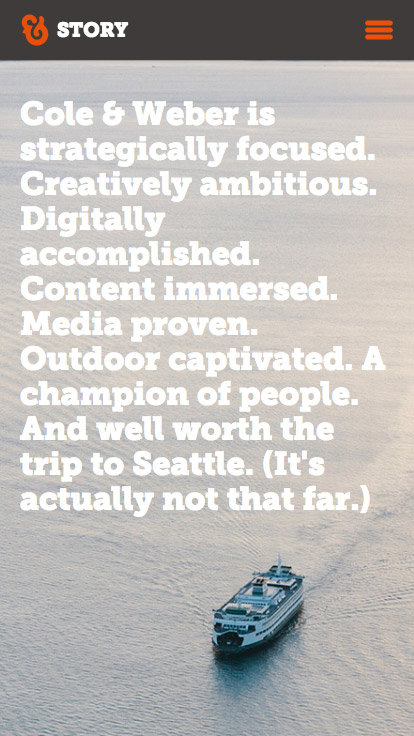 & STORY
Cole & Weber is
strategically focused.
Creatively ambitious.
Digitally
accomplished.
Content immersed.
Media proven.
Outdoor captivated. A
champion of people.
And well worth the
trip to Seattle. (It's
actually not that far.)